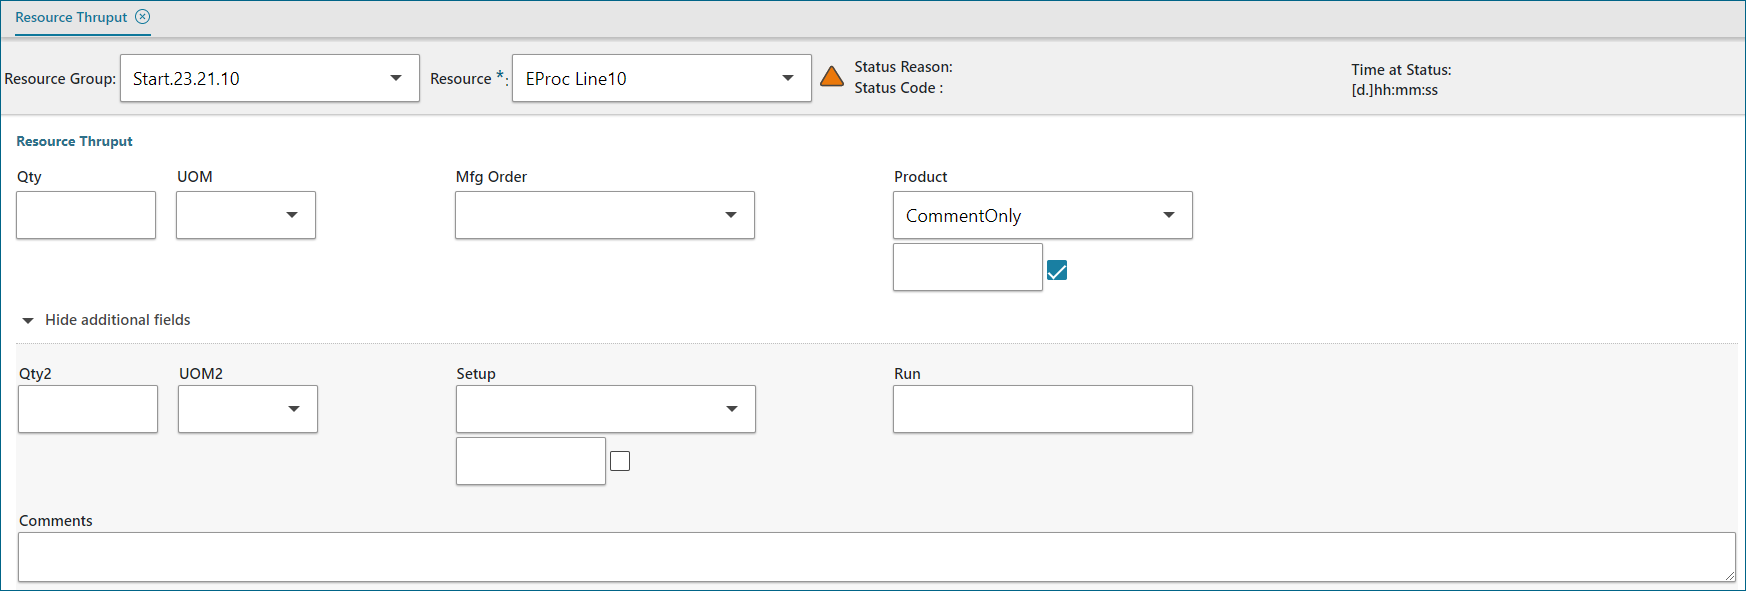 Resource Thruput
Resource Group: Start.23.21.10 Resource *: EProc Line10 Status Reason: Time at Status:
Status Code : [d.]hh:mm:ss
Resource Thruput
Qty UOM Mfg Order Product
CommentOnly
Hide additional fields
Qty2 UOM2 Setup Run
Comments